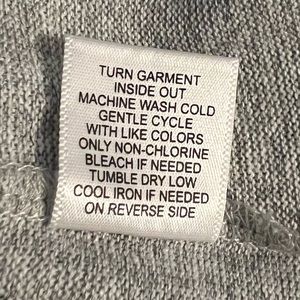 TURN GARMENT
INSIDE OUT
MACHINE WASH COLD
GENTLE CYCLE
WITH LIKE COLORS
ONLY NON-CHLORINE
BLEACH IF NEEDED
TUMBLE DRY LOW
COOL IRON IF NEEDED
ON REVERSE SIDE